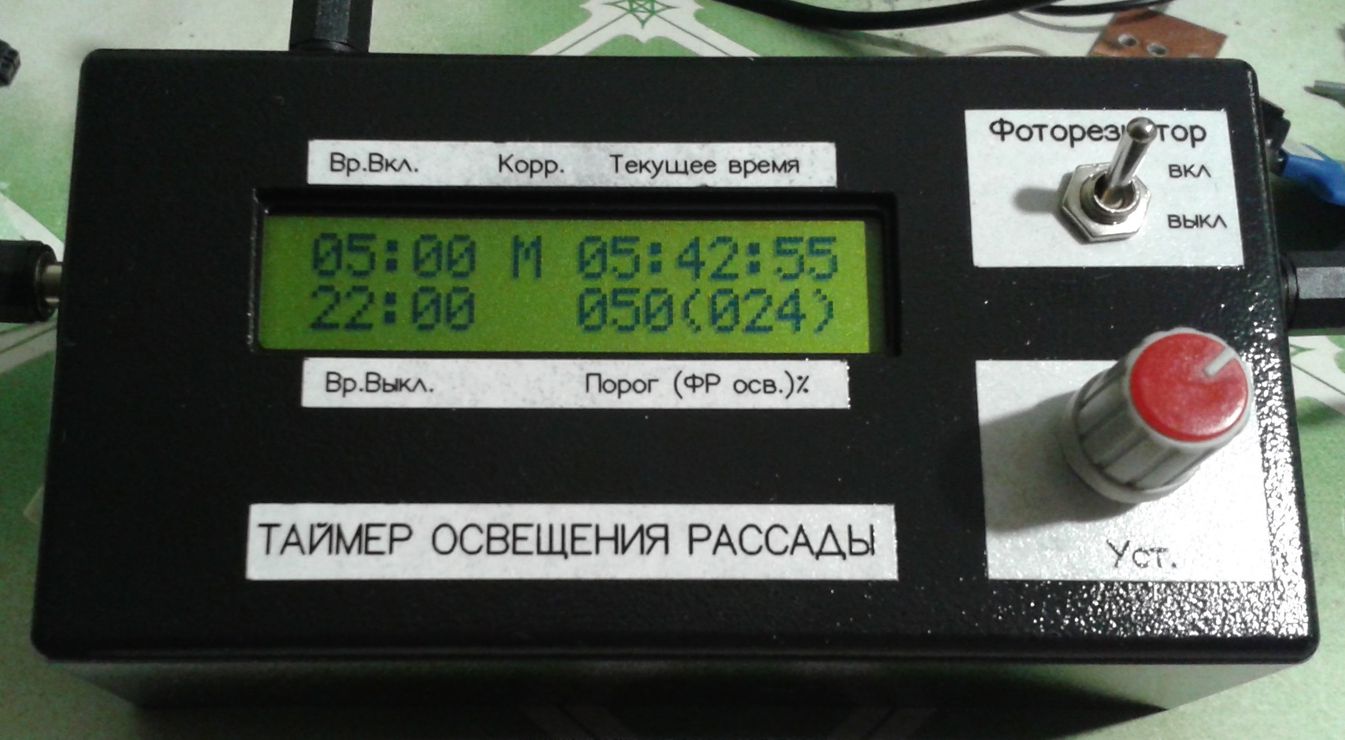 Фоторезистор
Вр.Вкл. Корр. Текущее время
ВКЛ
ВЫКЛ
05:00 М 05:42:55
22:00 050(024)
Вр.Выкл. Порог (ФР осв.)%
ТАЙМЕР ОСВЕЩЕНИЯ РАССАДЫ
Уст.